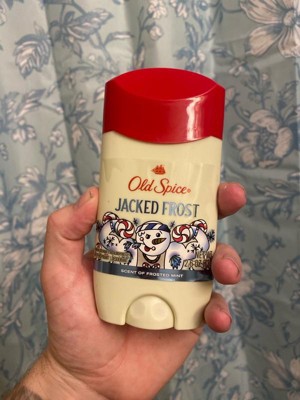 Old Spice
JACKED FROST
SCENT OF FROSTED MINT